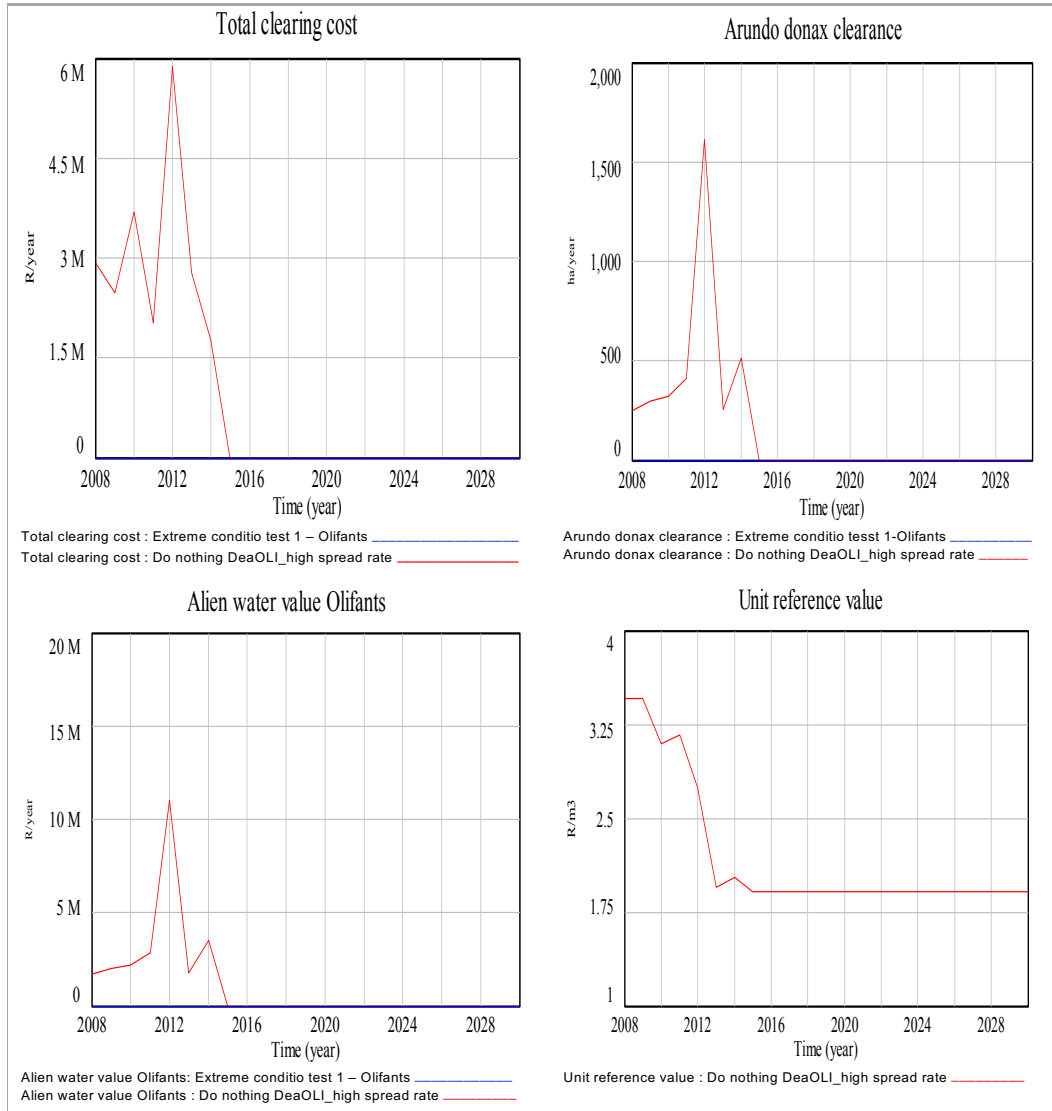 Total clearing cost
6 M
4.5 M
3 M
1.5 M
0
R/year
2008 2012 2016 2020 2024 2028
Time (year)
Total clearing cost : Extreme conditio test 1 – Olifants
Total clearing cost : Do nothing DeaOLI_high spread rate
Arundo donax clearance
2,000
1,500
1,000
500
0
ha/year
2008 2012 2016 2020 2024 2028
Time (year)
Arundo donax clearance : Extreme conditio tesst 1-Olifants
Arundo donax clearance : Do nothing DeaOLI_high spread rate
Alien water value Olifants
20 M
15 M
10 M
5 M
0
R/year
2008 2012 2016 2020 2024 2028
Time (year)
Alien water value Olifants: Extreme conditio test 1 – Olifants
Alien water value Olifants : Do nothing DeaOLI_high spread rate
Unit reference value
4
3.25
2.5
1.75
1
R/m3
2008 2012 2016 2020 2024 2028
Time (year)
Unit reference value : Do nothing DeaOLI_high spread rate